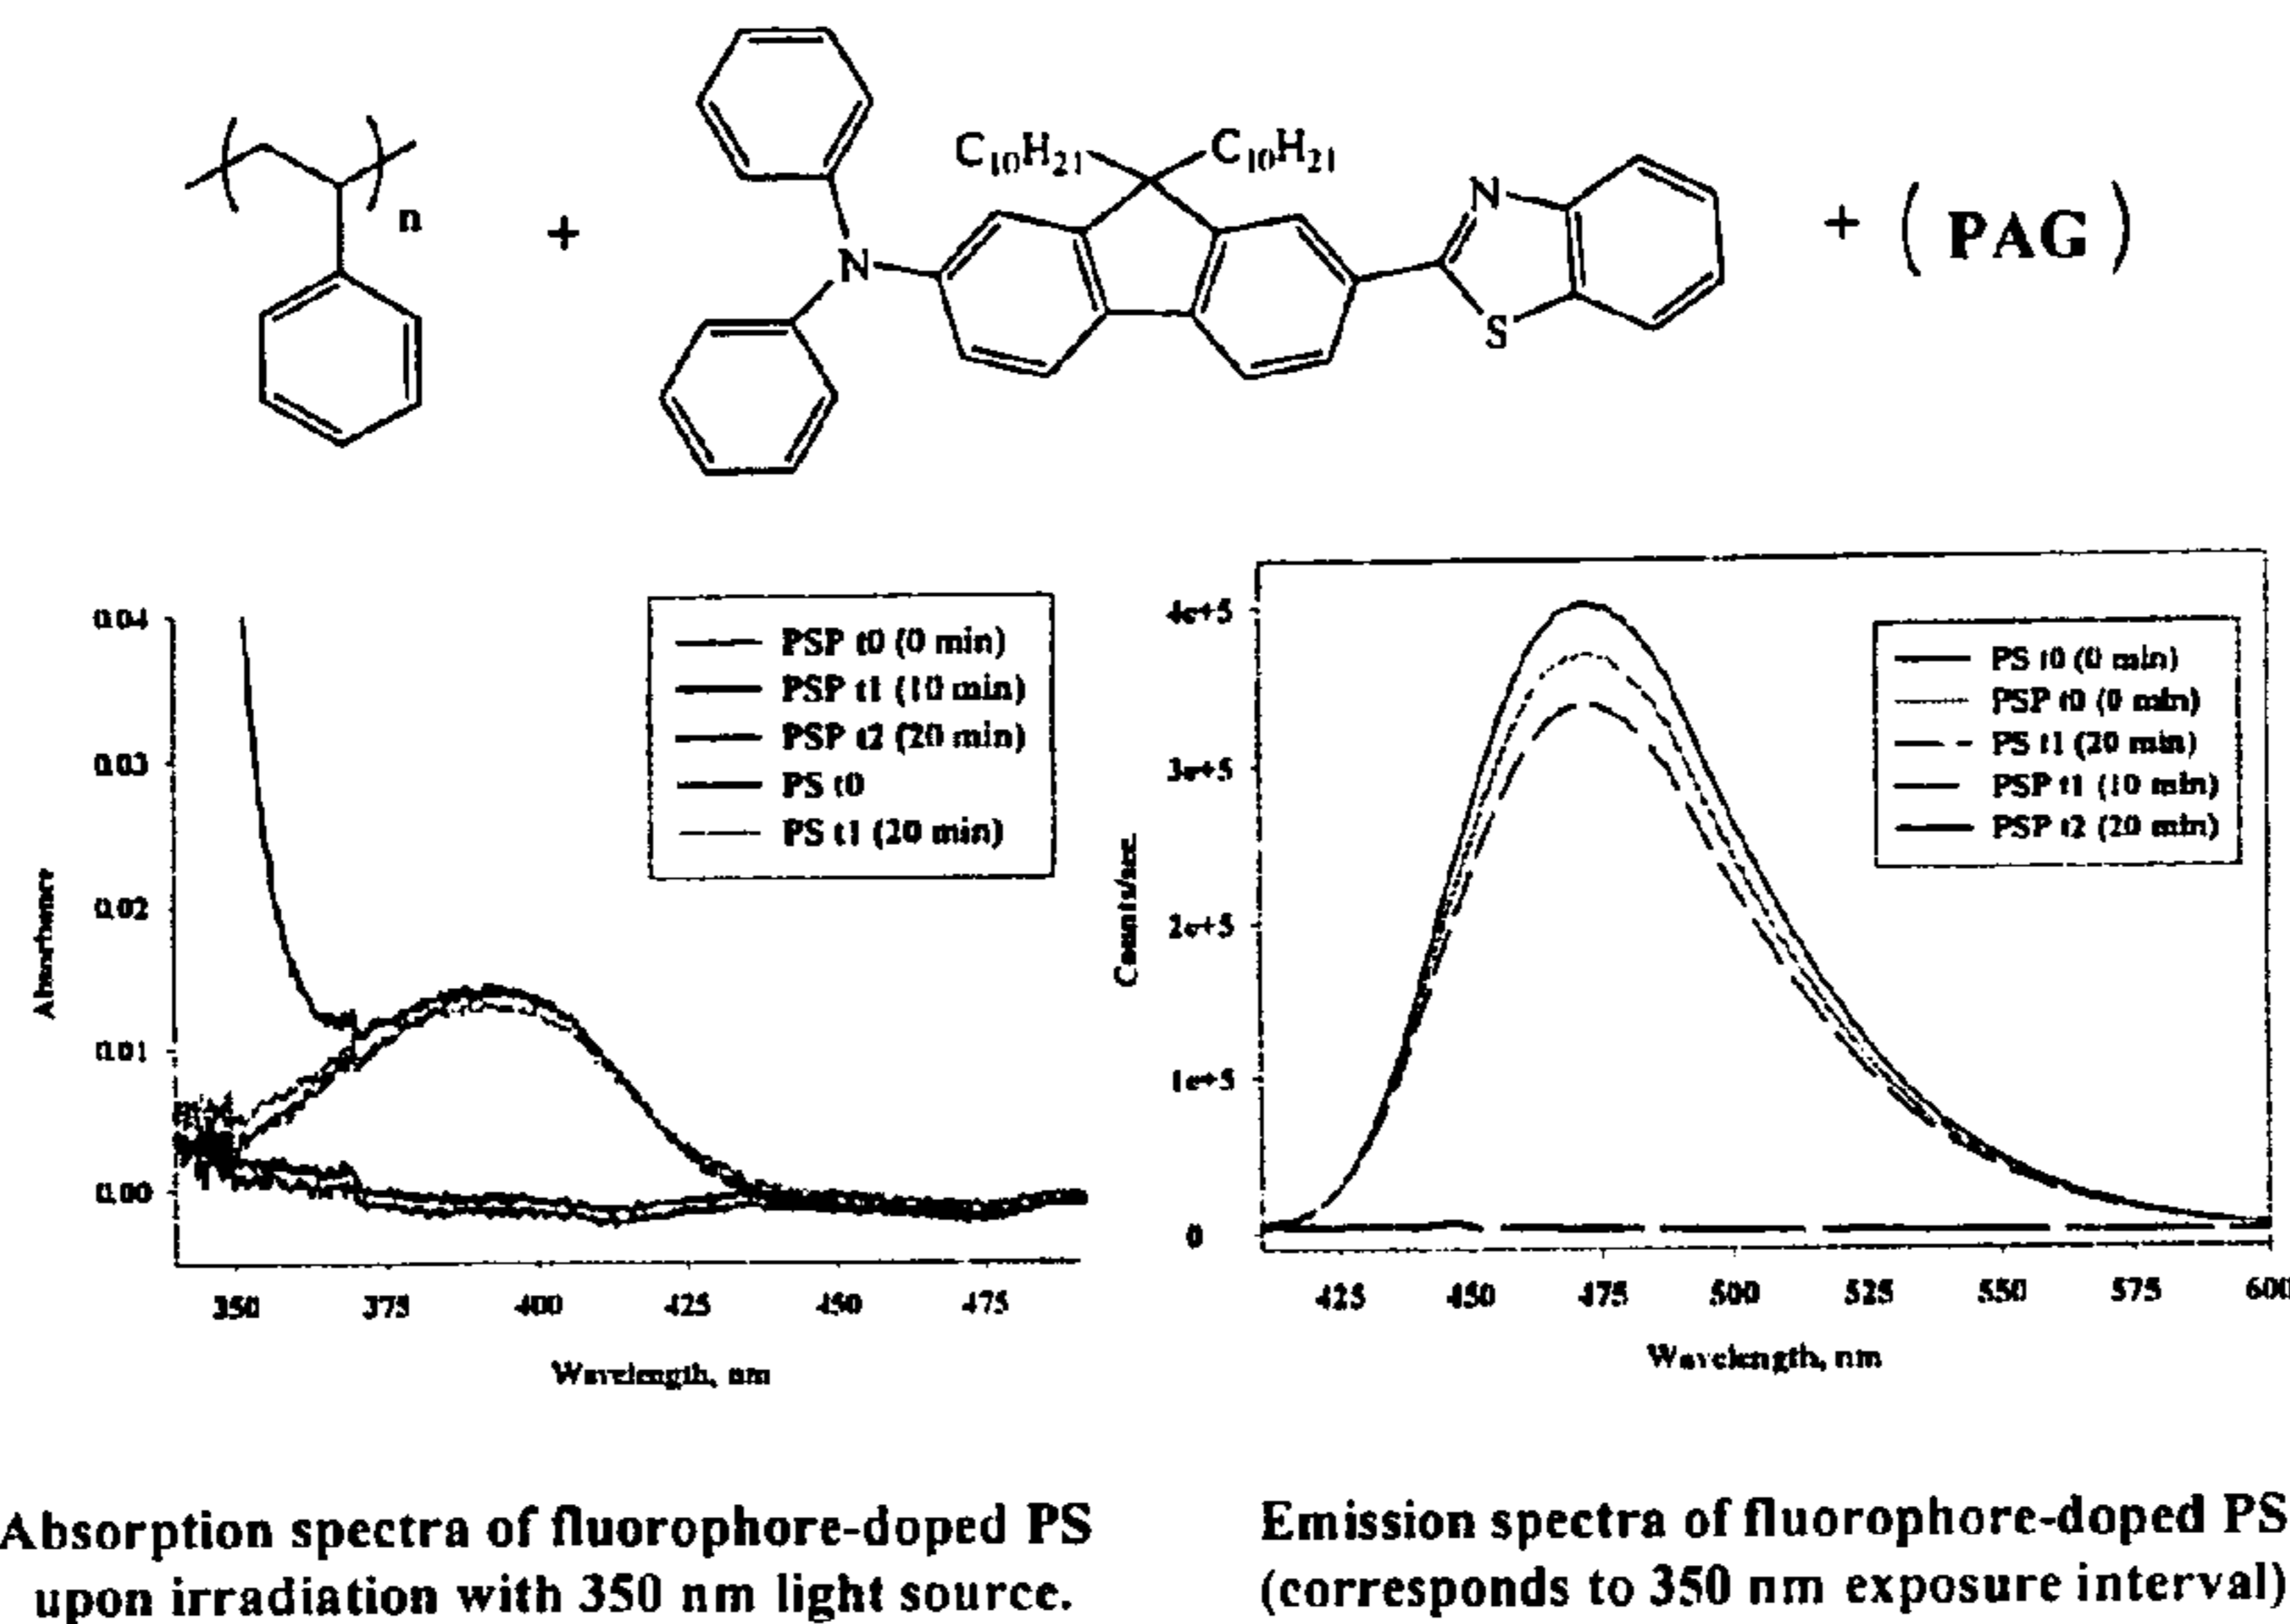 n
+
C10H21
C10H21
N
N
S
+
( PAG )
0.04
0.03
0.02
0.01
0.00
Absorbance
PSP t0 (0 min)
PSP t1 (10 min)
PSP t2 (20 min)
PS t0
PS t1 (20 min)
350 375 400 425 450 475
Wavelength, nm
4e+5
3e+5
2e+5
1e+5
0
Counts/sec.
PS t0 (0 min)
PSP t0 (0 min)
PS t1 (20 min)
PSP t1 (10 min)
PSP t2 (20 min)
425 450 475 500 525 550 575 600
Wavelength, nm
Absorption spectra of fluorophore-doped PS
upon irradiation with 350 nm light source.
Emission spectra of fluorophore-doped PS
(corresponds to 350 nm exposure interval)